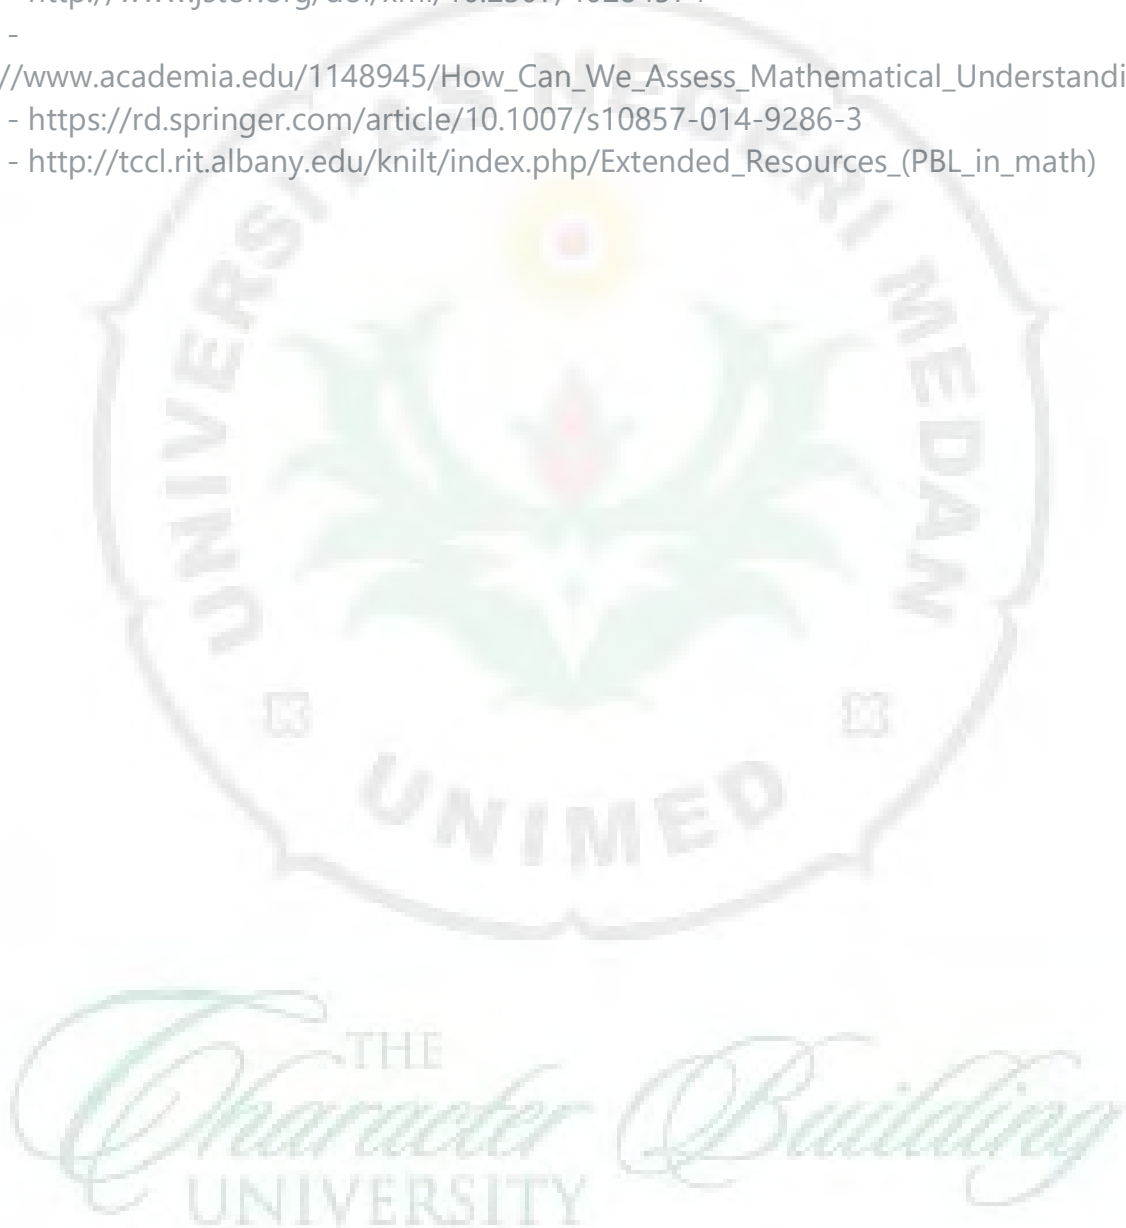 -
//www.academia.edu/1148945/How_Can_We_Assess_Mathematical_Understandi
- https://rd.springer.com/article/10.1007/s10857-014-9286-3
- http://tccl.rit.albany.edu/knilt/index.php/Extended_Resources_(PBL_in_math)
UNIVERSITAS NEGERI MEDAN
UNIMED
THE
Character Building
UNIVERSITY